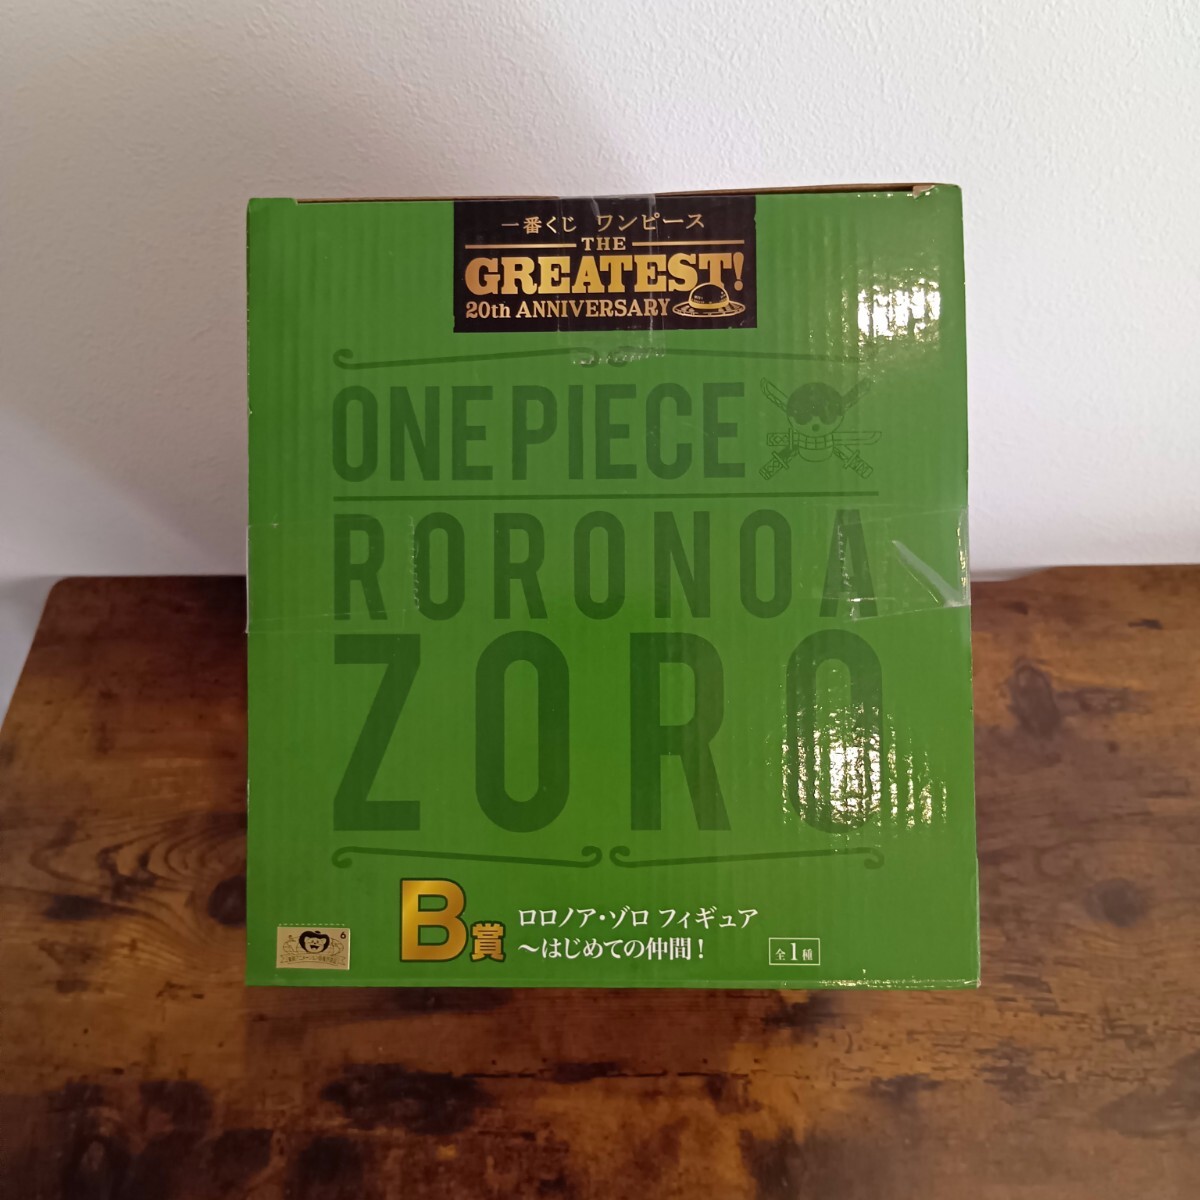 一番くじ ワンピース
THE
GREATEST!
20th ANNIVERSARY
ONE PIECE
RORONOA
ZORO
B賞
ロロノア・ゾロ フィギュア
～はじめての仲間!
全1種
6